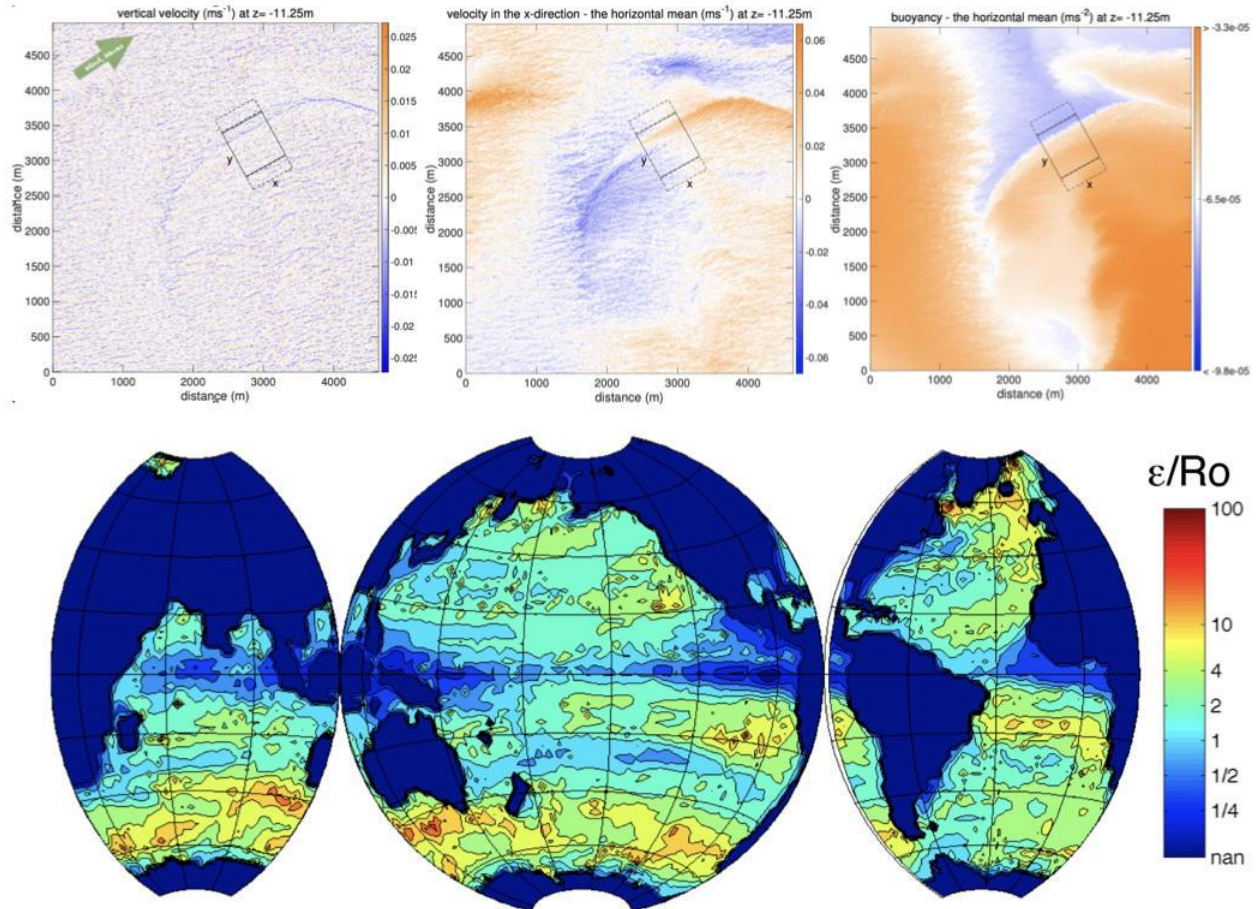 vertical velocity (ms⁻¹) at z= -11.25m
velocity in the x-direction - the horizontal mean (ms⁻¹) at z= -11.25m
buoyancy - the horizontal mean (ms⁻²) at z= -11.25m
4500
4000
3500
3000
2500
2000
1500
1000
500
0
distance (m)
0 1000 2000 3000 4000
distance (m)
y
x
0.025
0.02
0.015
0.01
0.005
0
-0.005
-0.01
-0.015
-0.02
-0.025
4500
4000
3500
3000
2500
2000
1500
1000
500
0
distance (m)
0 1000 2000 3000 4000
distance (m)
y
x
0.06
0.04
0.02
0
-0.02
-0.04
-0.06
4500
4000
3500
3000
2500
2000
1500
1000
500
0
distance (m)
0 1000 2000 3000 4000
distance (m)
y
x
> -3.3e-05
-6.5e-05
< -9.8e-05
ε/Ro
100
10
4
2
1
1/2
1/4
nan